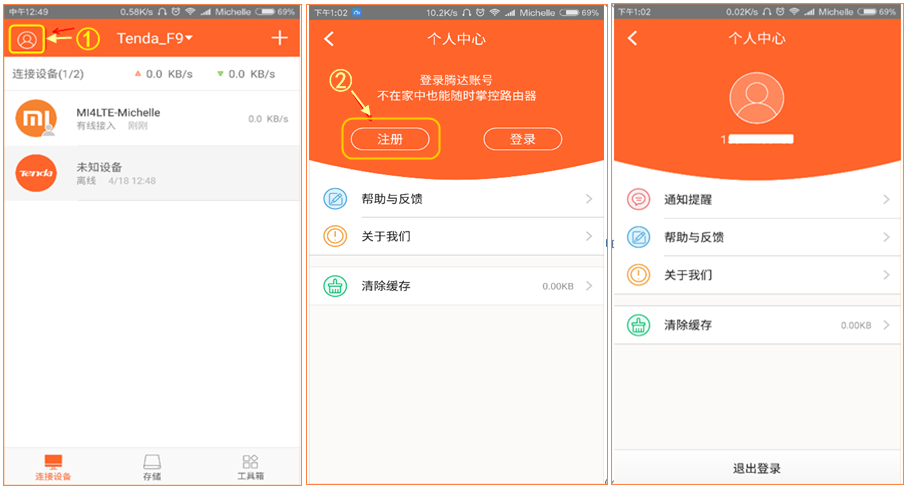 中午12:49
0.58K/s
Michelle
69%
①
Tenda_F9
连接设备(1/2)
0.0 KB/s
0.0 KB/s
MI4LTE-Michelle
有线接入 刚刚
0.0 KB/s
Tenda
未知设备
离线 4/18 12:48
连接设备
存储
工具箱
下午1:02
10.2K/s
Michelle
69%
个人中心
登录腾达账号
不在家中也能随时掌控路由器
②
注册
登录
帮助与反馈
关于我们
清除缓存
0.00KB
下午1:02
0.02K/s
Michelle
69%
个人中心
1
通知提醒
帮助与反馈
关于我们
清除缓存
0.00KB
退出登录